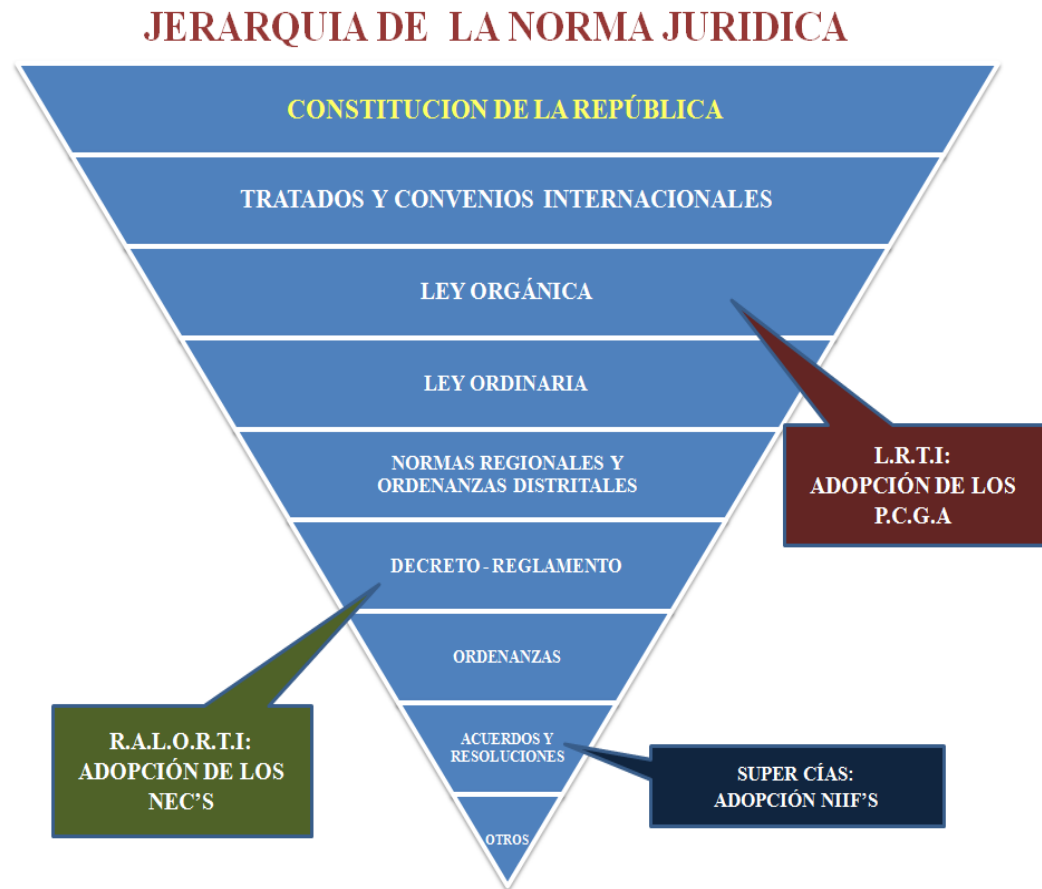 JERARQUIA DE LA NORMA JURIDICA
CONSTITUCION DE LA REPÚBLICA
TRATADOS Y CONVENIOS INTERNACIONALES
LEY ORGÁNICA
LEY ORDINARIA
L.R.T.I:
ADOPCIÓN DE LOS
P.C.G.A
NORMAS REGIONALES Y
ORDENANZAS DISTRITALES
DECRETO - REGLAMENTO
ORDENANZAS
R.A.L.O.R.T.I:
ADOPCIÓN DE LOS
NEC'S
ACUERDOS Y
RESOLUCIONES
SUPER CÍAS:
ADOPCIÓN NIIF'S
OTROS